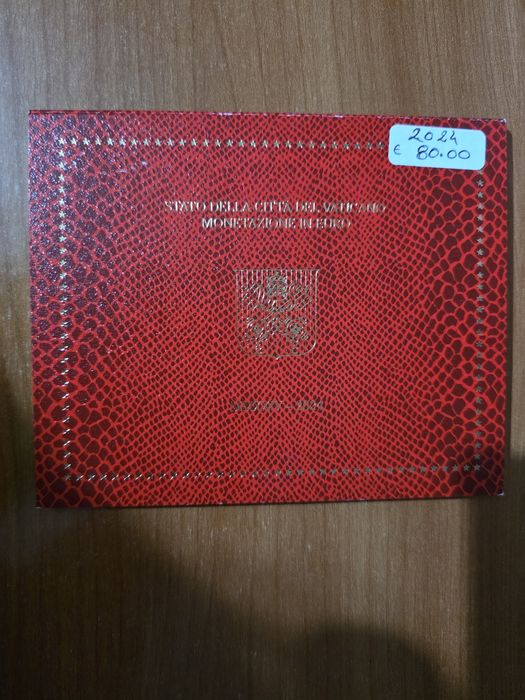 2024
€ 80.00
STATO DELLA CITTÀ DEL VATICANO
MONETAZIONE IN EURO